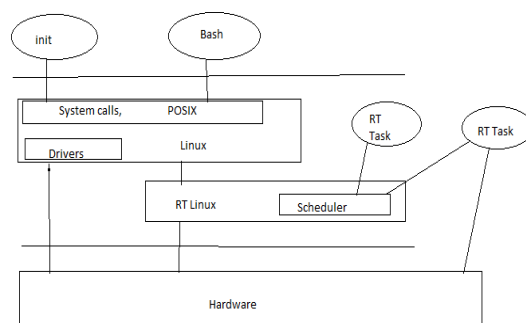 init
Bash
System calls, POSIX
Drivers
Linux
RT
Task
RT Task
RT Linux
Scheduler
Hardware